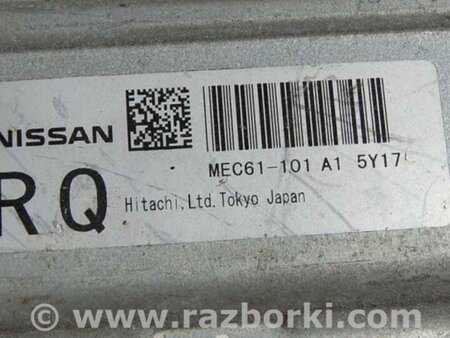 NISSAN
MEC61-101 A1 5Y17
RQ
Hitachi,Ltd.Tokyo Japan
© www.razborki.com